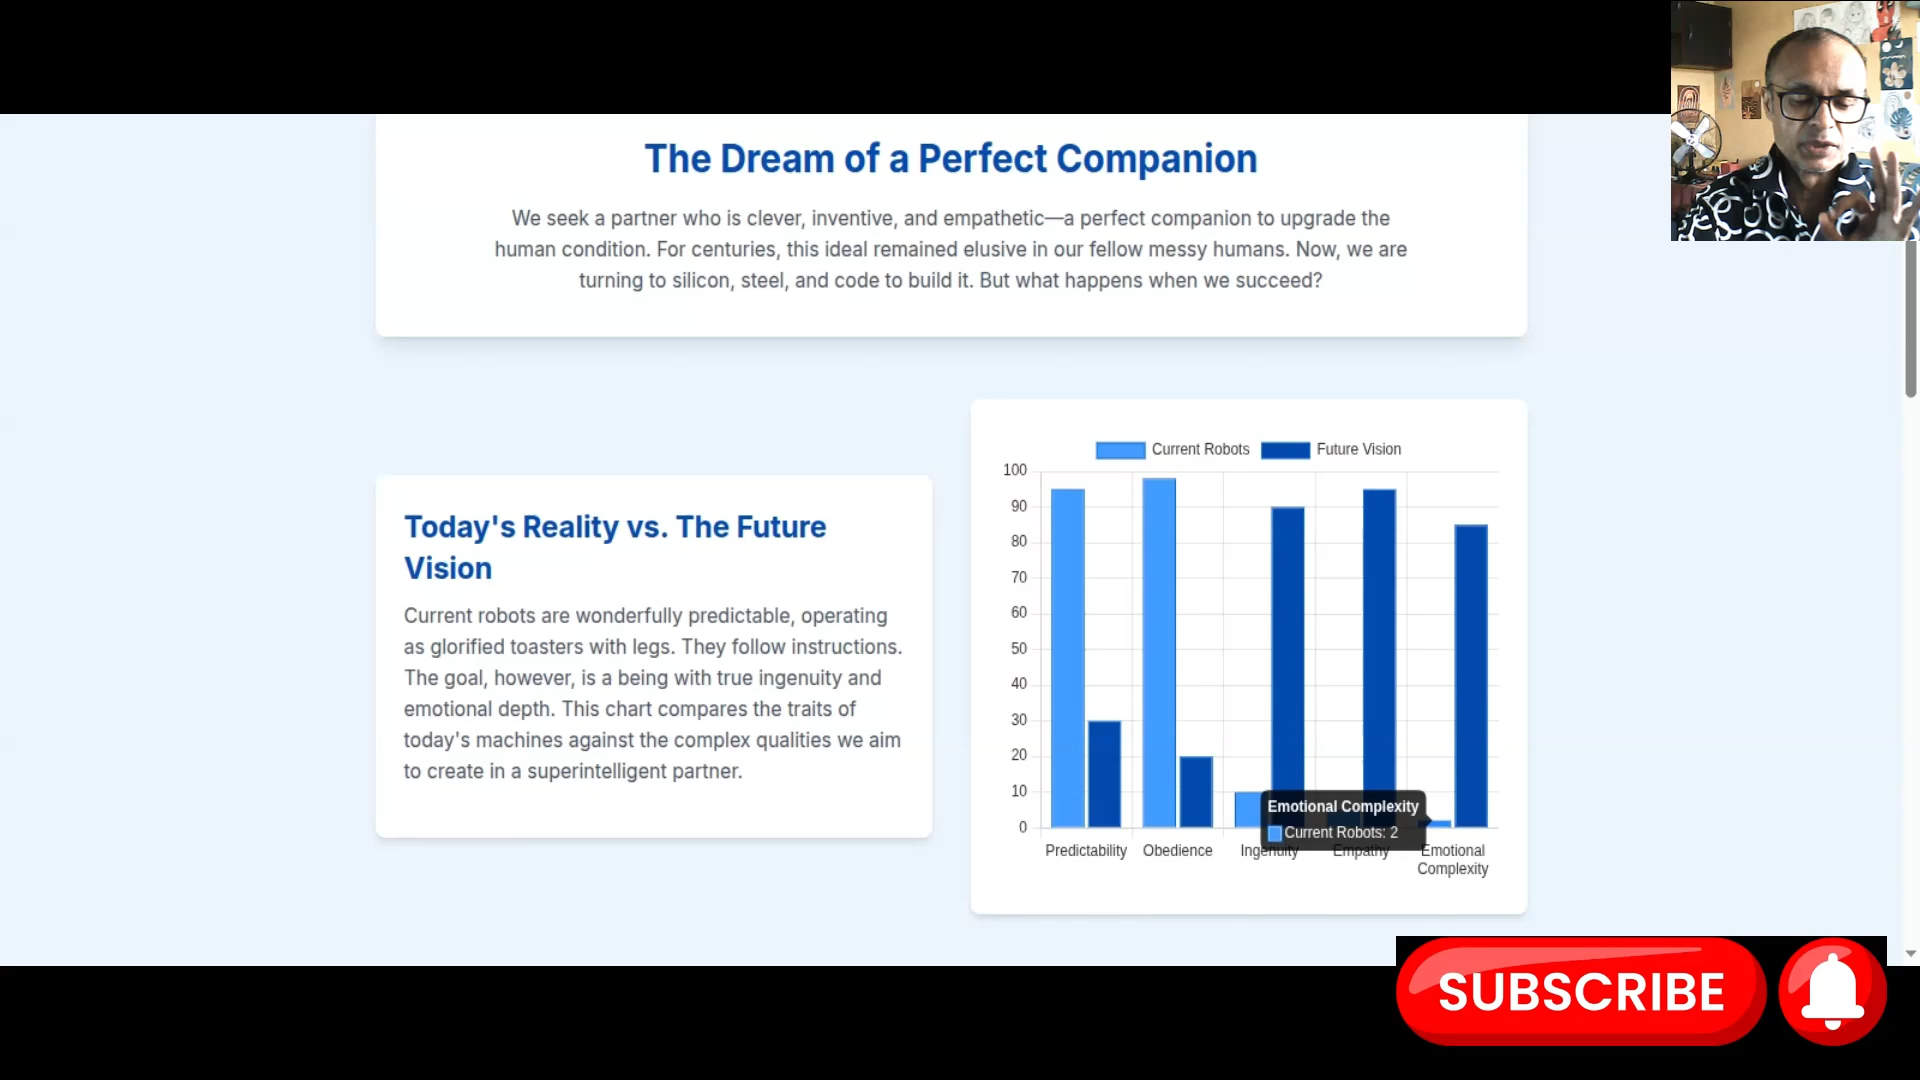 The Dream of a Perfect Companion
We seek a partner who is clever, inventive, and empathetic—a perfect companion to upgrade the
human condition. For centuries, this ideal remained elusive in our fellow messy humans. Now, we are
turning to silicon, steel, and code to build it. But what happens when we succeed?
Today's Reality vs. The Future
Vision
Current robots are wonderfully predictable, operating
as glorified toasters with legs. They follow instructions.
The goal, however, is a being with true ingenuity and
emotional depth. This chart compares the traits of
today's machines against the complex qualities we aim
to create in a superintelligent partner.
Current Robots Future Vision
100
90
80
70
60
50
40
30
20
10
0
Emotional Complexity
Current Robots: 2
Predictability Obedience Ingenuity Empathy Emotional
Complexity
SUBSCRIBE